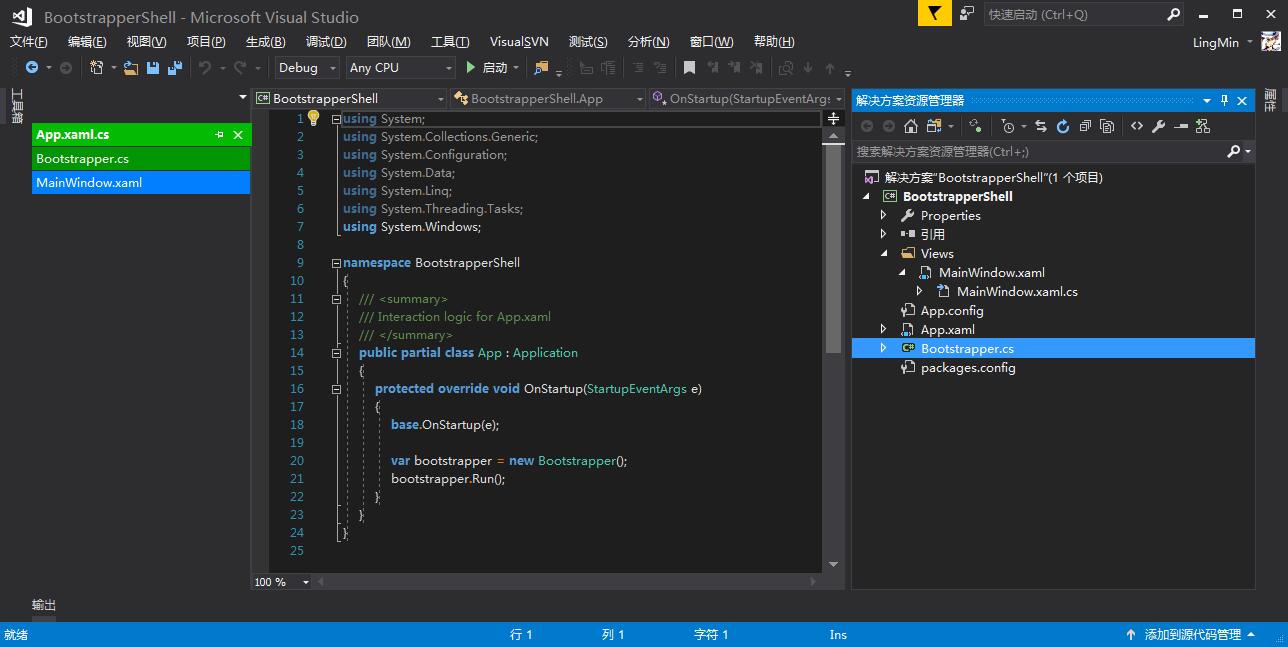 BootstrapperShell - Microsoft Visual Studio
快速启动 (Ctrl+Q)
文件(F) 编辑(E) 视图(V) 项目(P) 生成(B) 调试(D) 团队(M) 工具(T) VisualSVN 测试(S) 分析(N) 窗口(W) 帮助(H) LingMin
Debug Any CPU 启动
工具箱
App.xaml.cs
Bootstrapper.cs
MainWindow.xaml
BootstrapperShell BootstrapperShell.App OnStartup(StartupEventArgs
1 using System;
2 using System.Collections.Generic;
3 using System.Configuration;
4 using System.Data;
5 using System.Linq;
6 using System.Threading.Tasks;
7 using System.Windows;
8
9 namespace BootstrapperShell
10 {
11 /// <summary>
12 /// Interaction logic for App.xaml
13 /// </summary>
14 public partial class App : Application
15 {
16 protected override void OnStartup(StartupEventArgs e)
17 {
18 base.OnStartup(e);
19
20 var bootstrapper = new Bootstrapper();
21 bootstrapper.Run();
22 }
23 }
24 }
25
100 %
解决方案资源管理器
搜索解决方案资源管理器(Ctrl+;)
解决方案"BootstrapperShell"(1 个项目)
C# BootstrapperShell
Properties
引用
Views
MainWindow.xaml
MainWindow.xaml.cs
App.config
App.xaml
C# Bootstrapper.cs
packages.config
属性
输出
就绪 行 1 列 1 字符 1 Ins 添加到源代码管理